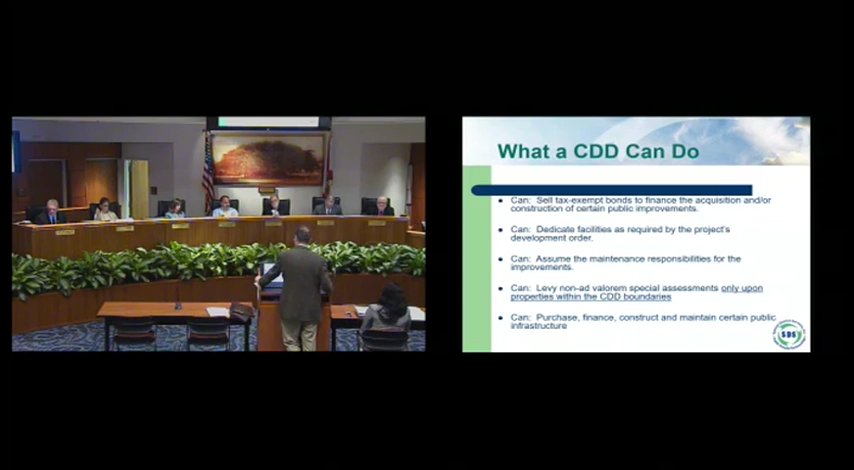 What a CDD Can Do
● Can: Sell tax-exempt bonds to finance the acquisition and/or
construction of certain public improvements.
● Can: Dedicate facilities as required by the project's
development order.
● Can: Assume the maintenance responsibilities for the
improvements.
● Can: Levy non-ad valorem special assessments only upon
properties within the CDD boundaries
● Can: Purchase, finance, construct and maintain certain public
infrastructure
SDS